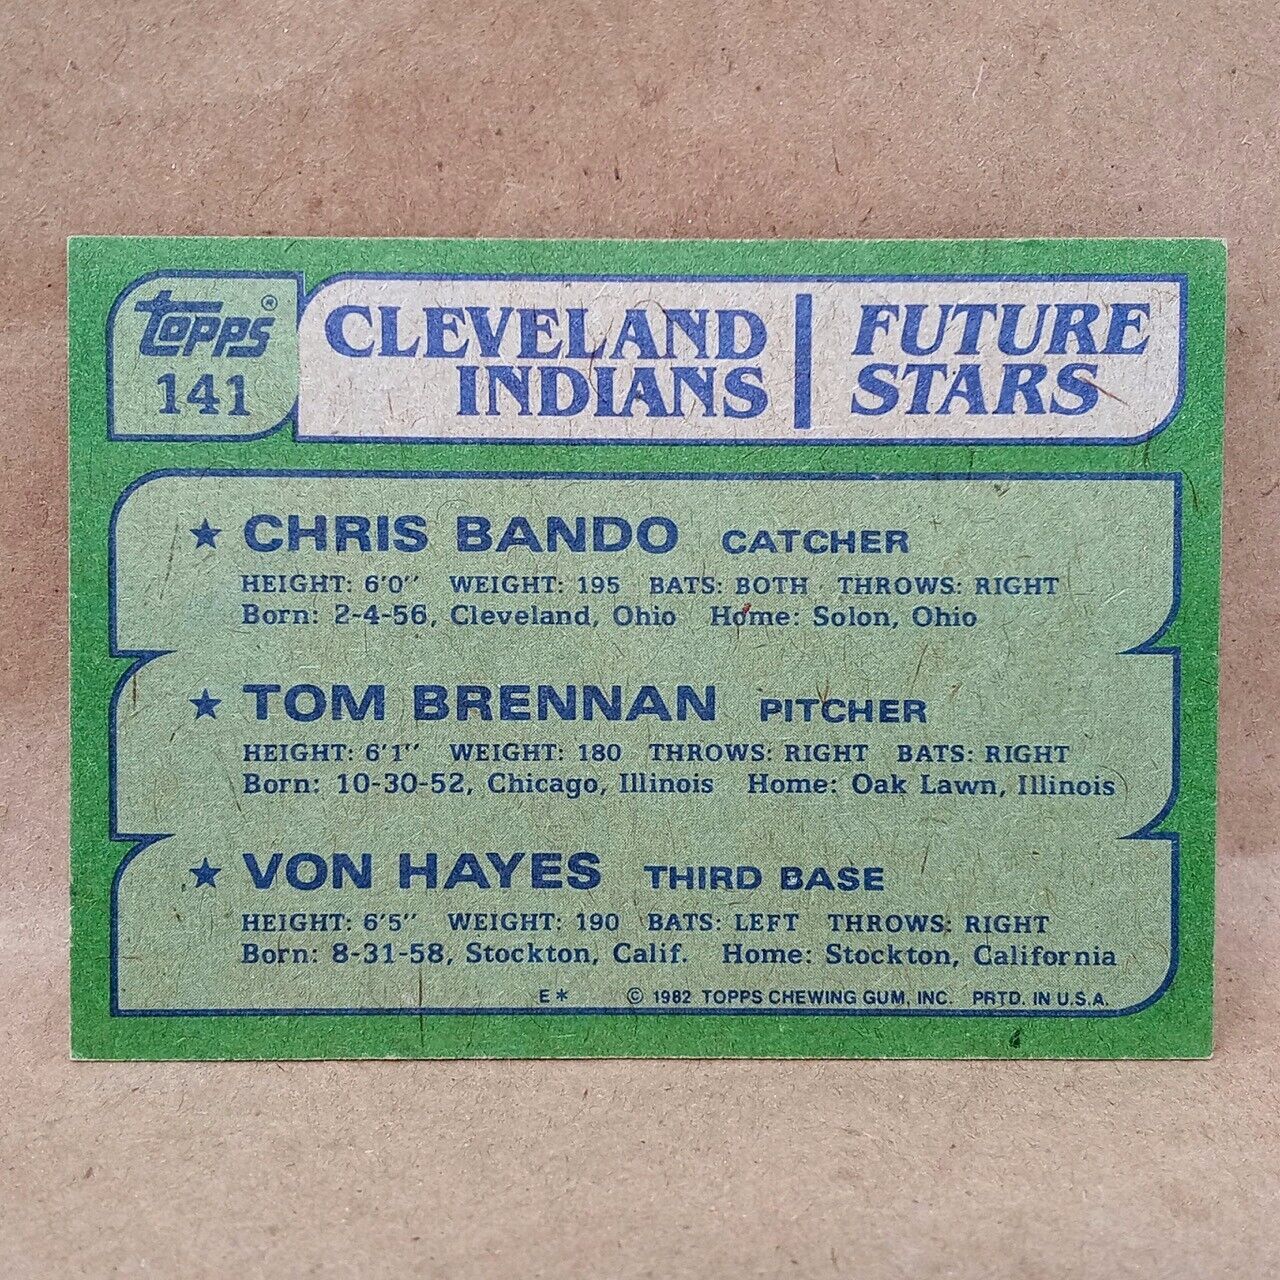 Topps®
141
CLEVELAND INDIANS
FUTURE STARS
★ CHRIS BANDO CATCHER
HEIGHT: 6'0" WEIGHT: 195 BATS: BOTH THROWS: RIGHT
Born: 2-4-56, Cleveland, Ohio Home: Solon, Ohio
★ TOM BRENNAN PITCHER
HEIGHT: 6'1" WEIGHT: 180 THROWS: RIGHT BATS: RIGHT
Born: 10-30-52, Chicago, Illinois Home: Oak Lawn, Illinois
★ VON HAYES THIRD BASE
HEIGHT: 6'5" WEIGHT: 190 BATS: LEFT THROWS: RIGHT
Born: 8-31-58, Stockton, Calif. Home: Stockton, California
E* © 1982 TOPPS CHEWING GUM, INC. PRTD. IN U.S.A.